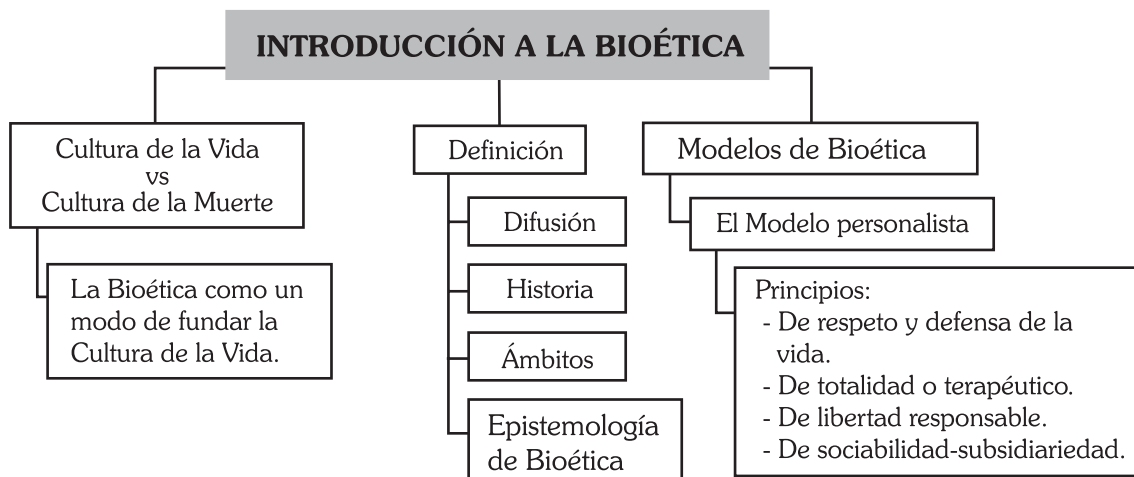 INTRODUCCIÓN A LA BIOÉTICA
Cultura de la Vida
vs
Cultura de la Muerte
La Bioética como un
modo de fundar la
Cultura de la Vida.
Definición
Difusión
Historia
Ámbitos
Epistemología
de Bioética
Modelos de Bioética
El Modelo personalista
Principios:
- De respeto y defensa de la
vida.
- De totalidad o terapéutico.
- De libertad responsable.
- De sociabilidad-subsidiariedad.